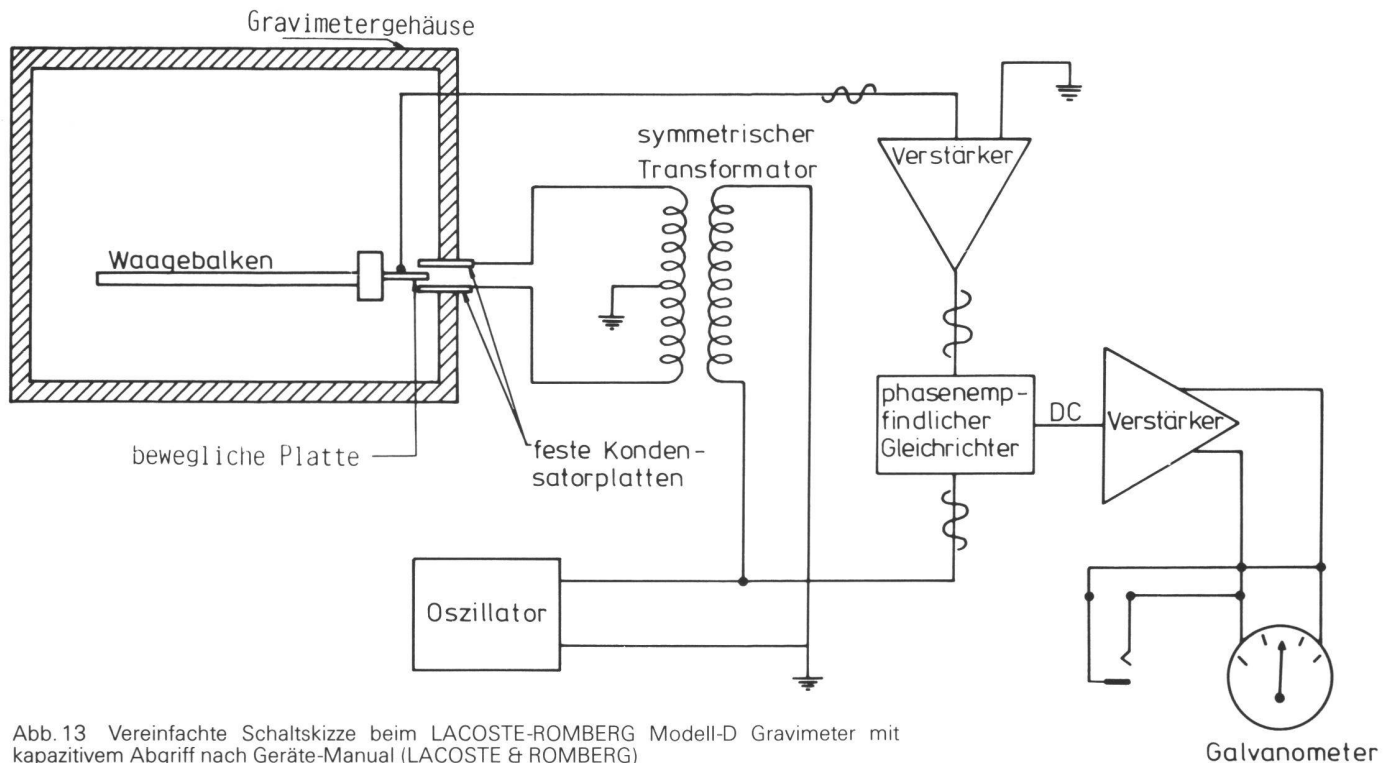 Gravimetergehäuse
symmetrischer
Transformator
Verstärker
Waagebalken
phasenemp-
findlicher
Gleichrichter
DC
Verstärker
bewegliche Platte
feste Konden-
satorplatten
Oszillator
Galvanometer
Abb. 13 Vereinfachte Schaltskizze beim LACOSTE-ROMBERG Modell-D Gravimeter mit
kapazitivem Abgriff nach Geräte-Manual (LACOSTE & ROMBERG)